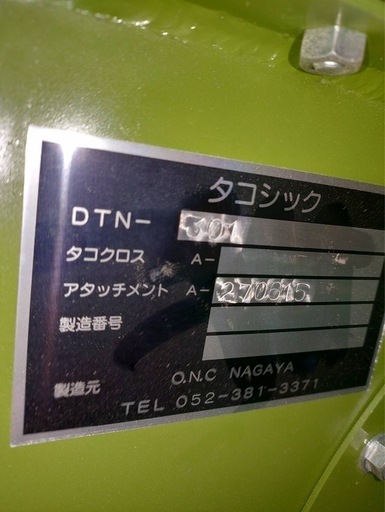 タコシック
DTN- 301
タコクロス A-
アタッチメント A- 270615
製造番号
製造元 O.N.C NAGAYA
TEL 052-381-3371